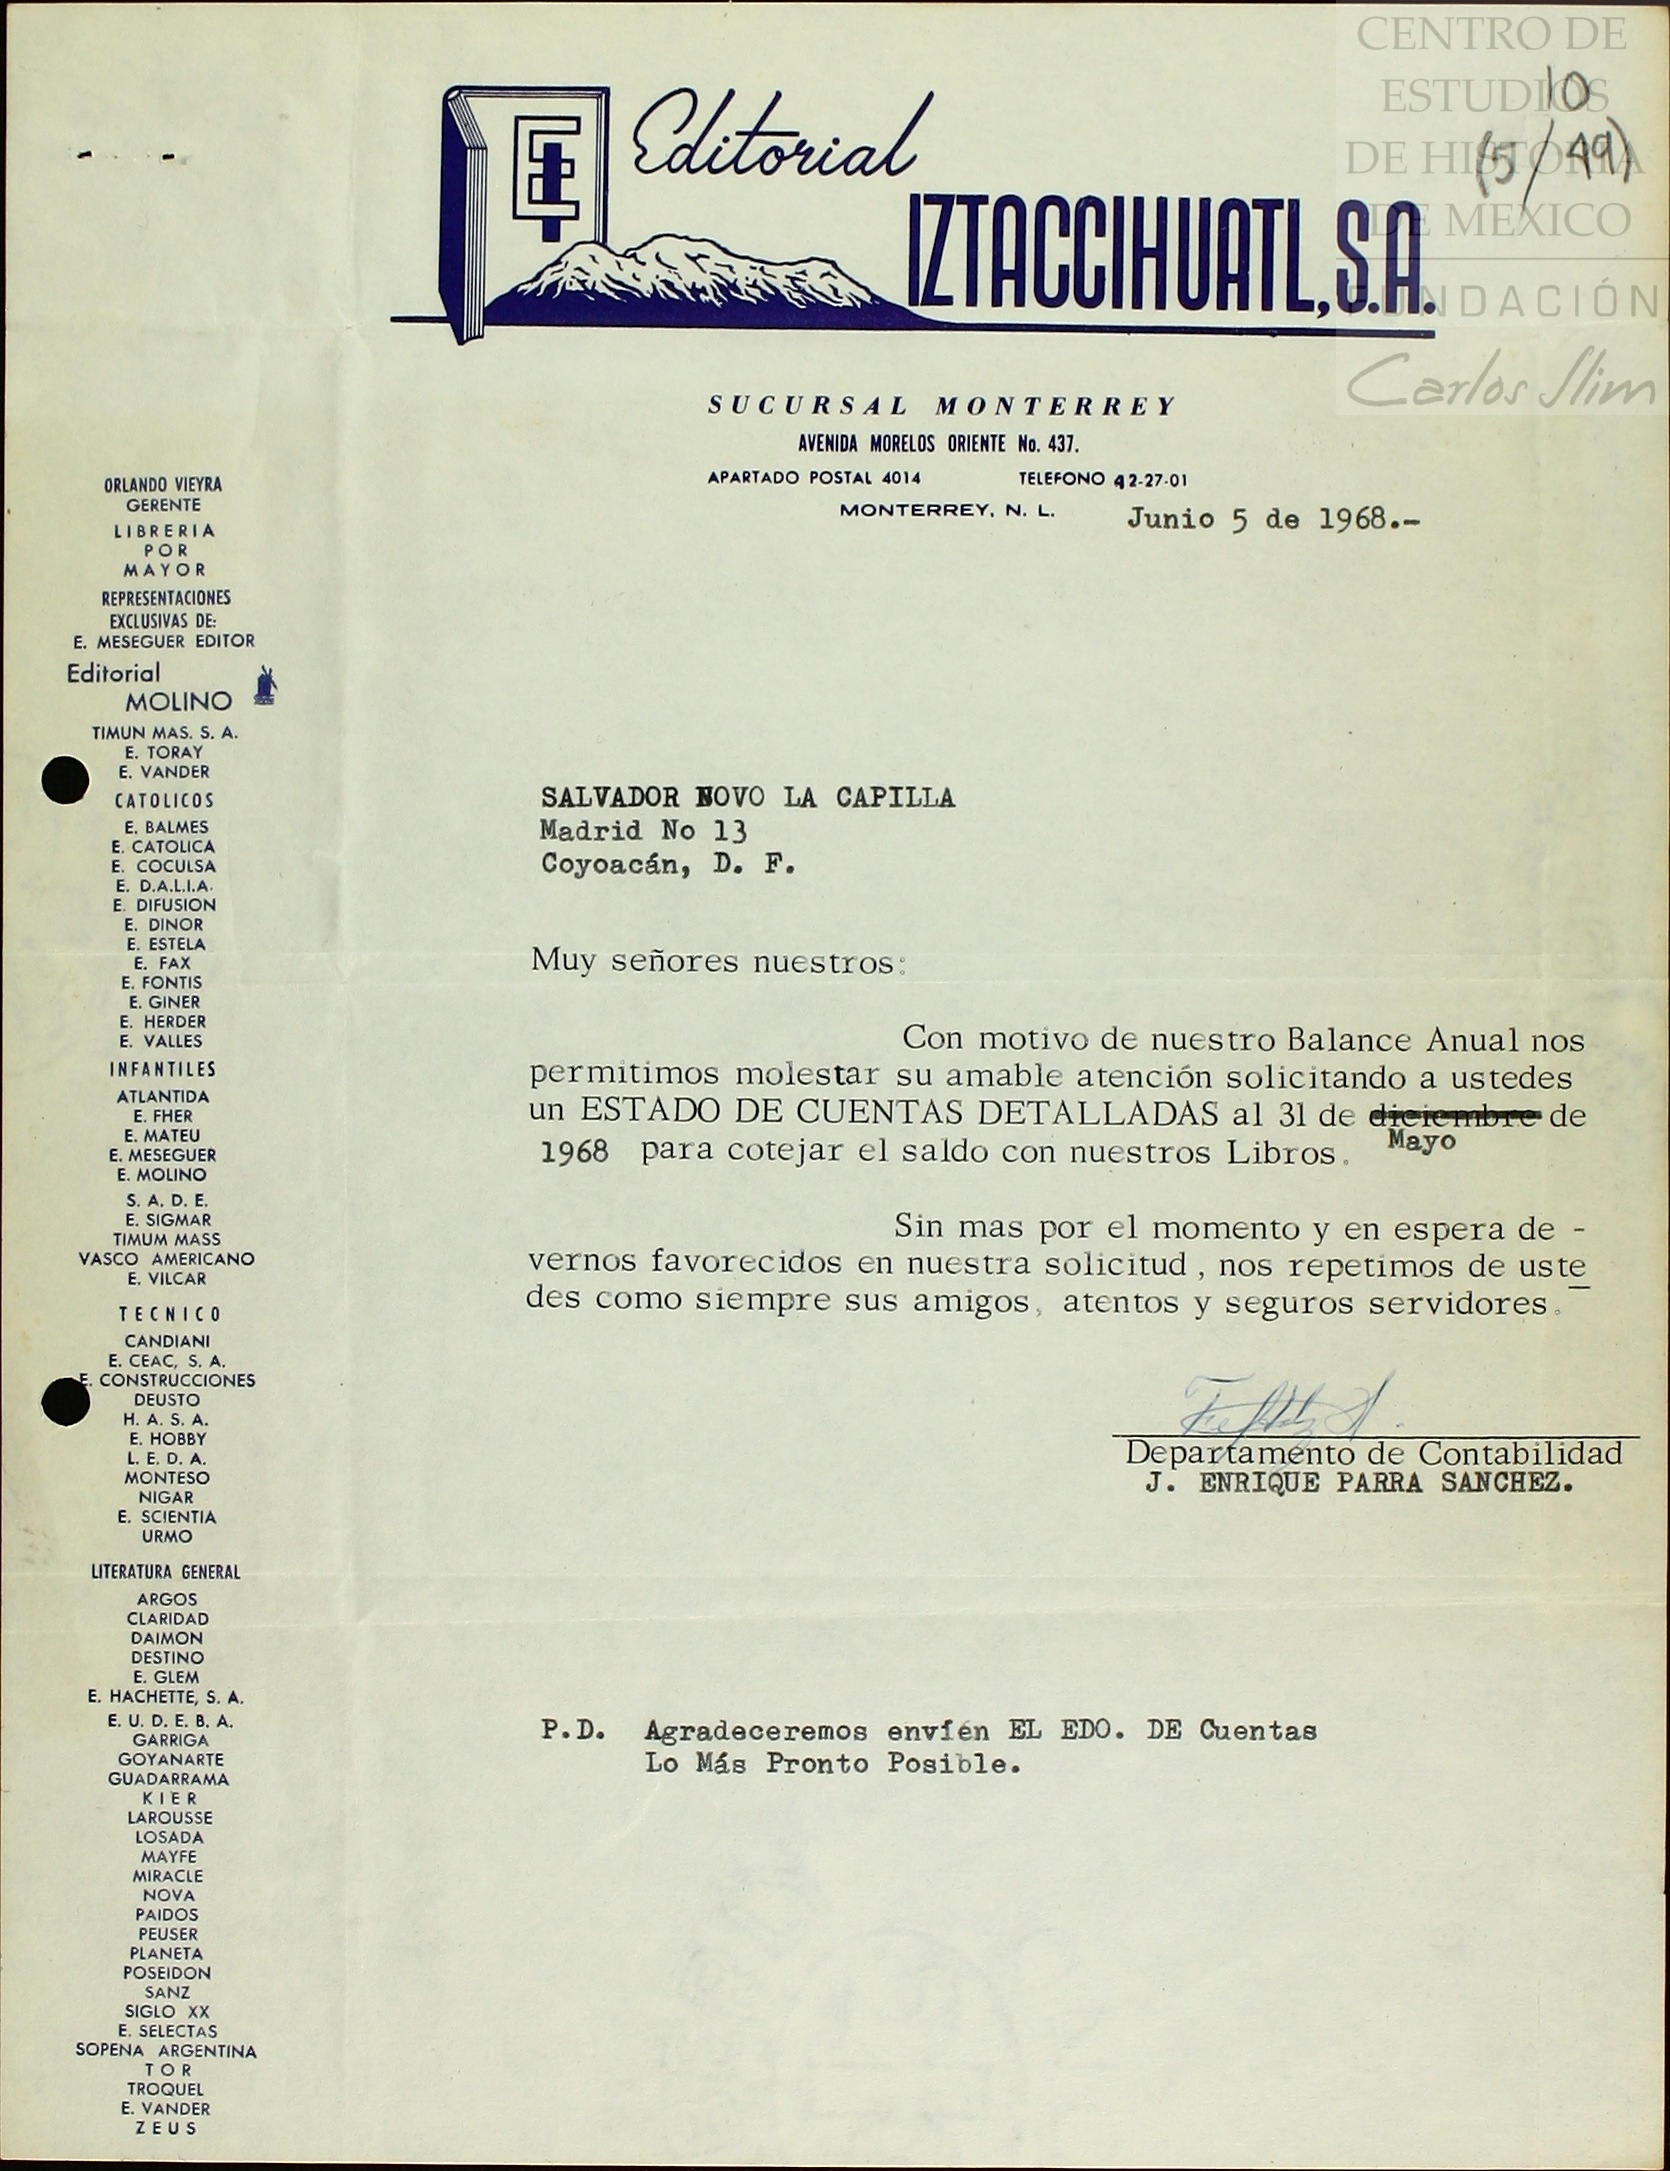 CENTRO DE
ESTUDIOS
DE HISTORIA
DE MEXICO
FUNDACIÓN
Carlos Slim
10
(5/49)
Editorial
IZTACCIHUATL, S.A.
SUCURSAL MONTERREY
AVENIDA MORELOS ORIENTE No. 437.
APARTADO POSTAL 4014 TELEFONO 42-27-01
MONTERREY, N. L.
Junio 5 de 1968.-
ORLANDO VIEYRA
GERENTE
LIBRERIA
POR
MAYOR
REPRESENTACIONES
EXCLUSIVAS DE:
E. MESEGUER EDITOR
Editorial
MOLINO
TIMUN MAS. S. A.
E. TORAY
E. VANDER
CATOLICOS
E. BALMES
E. CATOLICA
E. COCULSA
E. D.A.L.I.A.
E. DIFUSION
E. DINOR
E. ESTELA
E. FAX
E. FONTIS
E. GINER
E. HERDER
E. VALLES
INFANTILES
ATLANTIDA
E. FHER
E. MATEU
E. MESEGUER
E. MOLINO
S. A. D. E.
E. SIGMAR
TIMUM MASS
VASCO AMERICANO
E. VILCAR
TECNICO
CANDIANI
E. CEAC, S. A.
E. CONSTRUCCIONES
DEUSTO
H. A. S. A.
E. HOBBY
L. E. D. A.
MONTESO
NIGAR
E. SCIENTIA
URMO
LITERATURA GENERAL
ARGOS
CLARIDAD
DAIMON
DESTINO
E. GLEM
E. HACHETTE, S. A.
E. U. D. E. B. A.
GARRIGA
GOYANARTE
GUADARRAMA
KIER
LAROUSSE
LOSADA
MAYFE
MIRACLE
NOVA
PAIDOS
PEUSER
PLANETA
POSEIDON
SANZ
SIGLO XX
E. SELECTAS
SOPENA ARGENTINA
TOR
TROQUEL
E. VANDER
ZEUS
SALVADOR NOVO LA CAPILLA
Madrid No 13
Coyoacán, D. F.
Muy señores nuestros:
Con motivo de nuestro Balance Anual nos
permitimos molestar su amable atención solicitando a ustedes
un ESTADO DE CUENTAS DETALLADAS al 31 de diciembre de
Mayo
1968 para cotejar el saldo con nuestros Libros.
Sin mas por el momento y en espera de -
vernos favorecidos en nuestra solicitud, nos repetimos de uste
des como siempre sus amigos, atentos y seguros servidores.
Departamento de Contabilidad
J. ENRIQUE PARRA SANCHEZ.
P.D. Agradeceremos envíen EL EDO. DE Cuentas
Lo Más Pronto Posible.